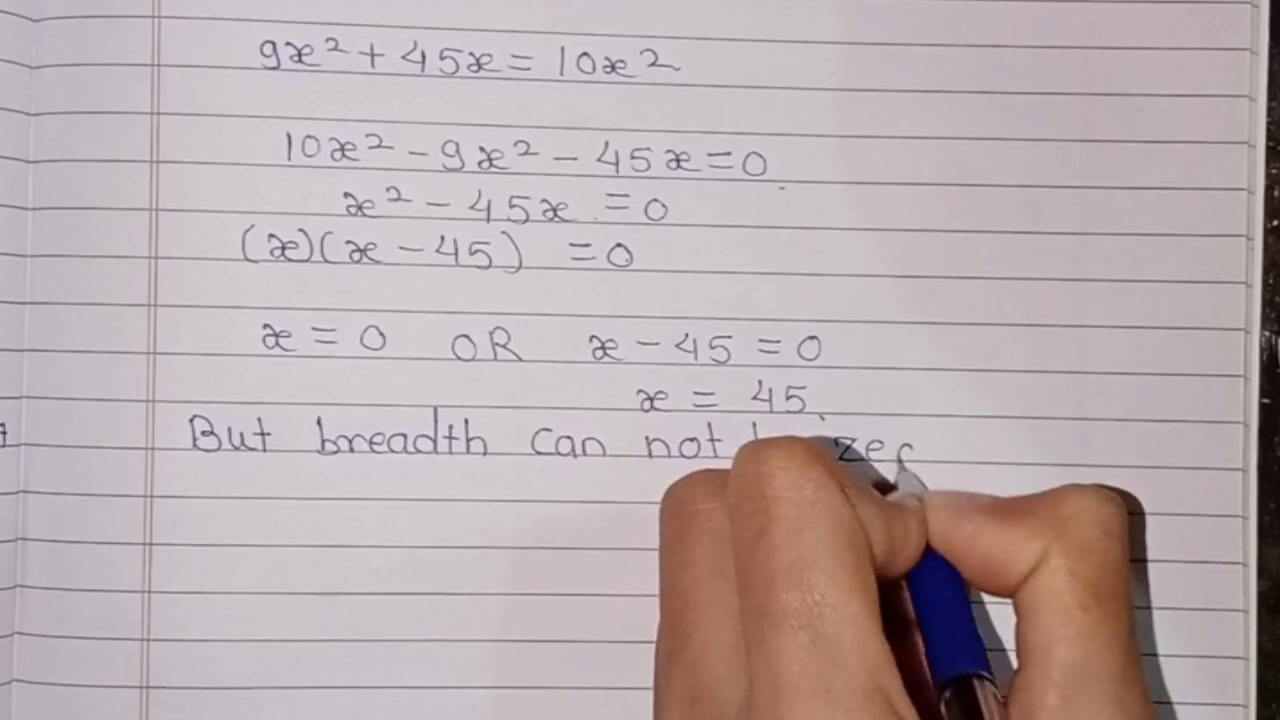 9x² + 45x = 10x²
10x² - 9x² - 45x = 0
x² - 45x = 0
(x)(x - 45) = 0
x = 0 OR x - 45 = 0
x = 45
But breadth can not zer